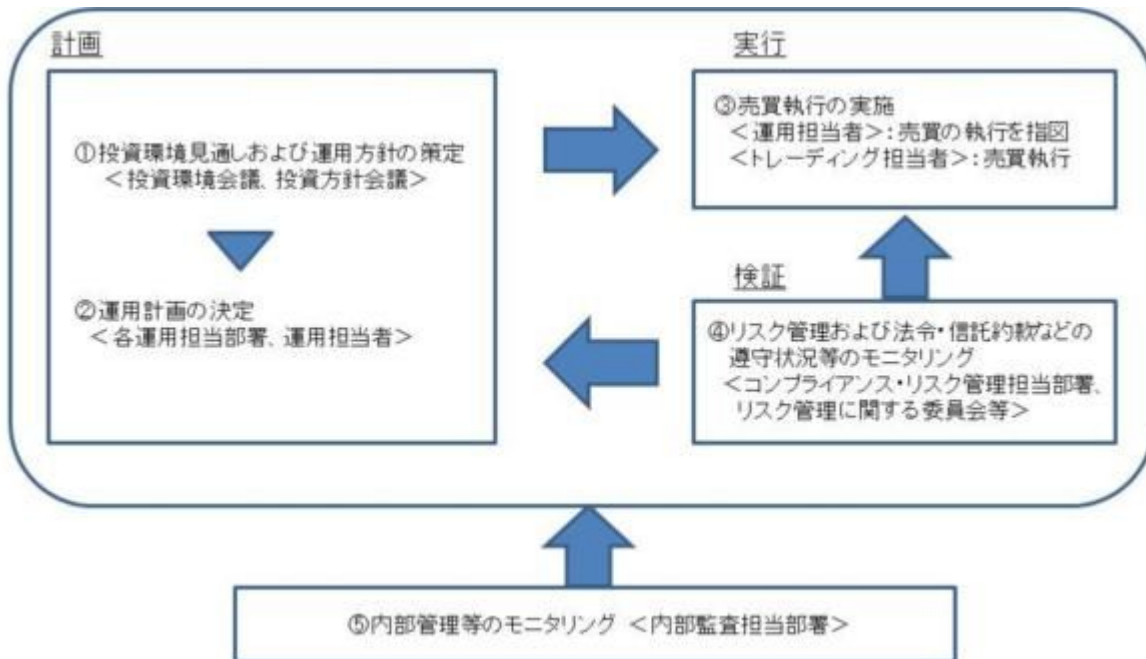 計画
①投資環境見通しおよび運用方針の策定
＜投資環境会議、投資方針会議＞
②運用計画の決定
＜各運用担当部署、運用担当者＞
実行
③売買執行の実施
＜運用担当者＞：売買の執行を指図
＜トレーディング担当者＞：売買執行
検証
④リスク管理および法令・信託約款などの
遵守状況等のモニタリング
＜コンプライアンス・リスク管理担当部署、
リスク管理に関する委員会等＞
⑤内部管理等のモニタリング ＜内部監査担当部署＞